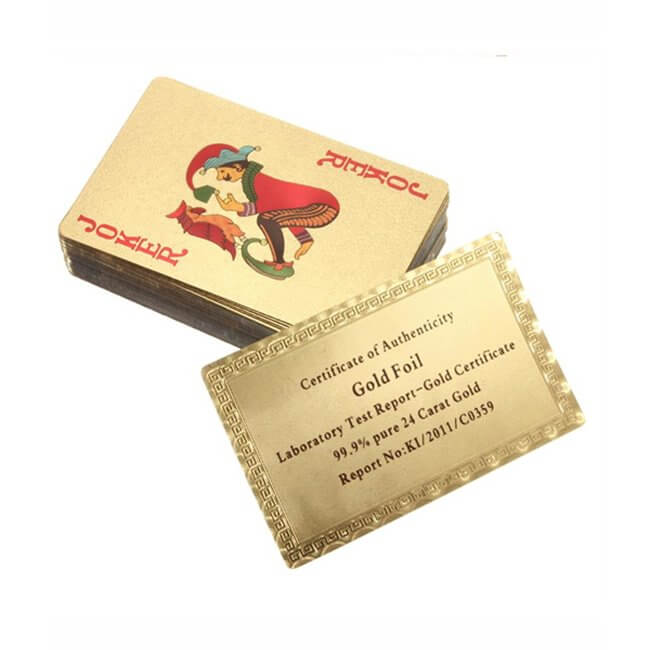 JOKER
JOKER
Certificate of Authenticity
Gold Foil
Laboratory Test Report-Gold Certificate
99.9% pure 24 Carat Gold
Report No:KI/2011/C0359